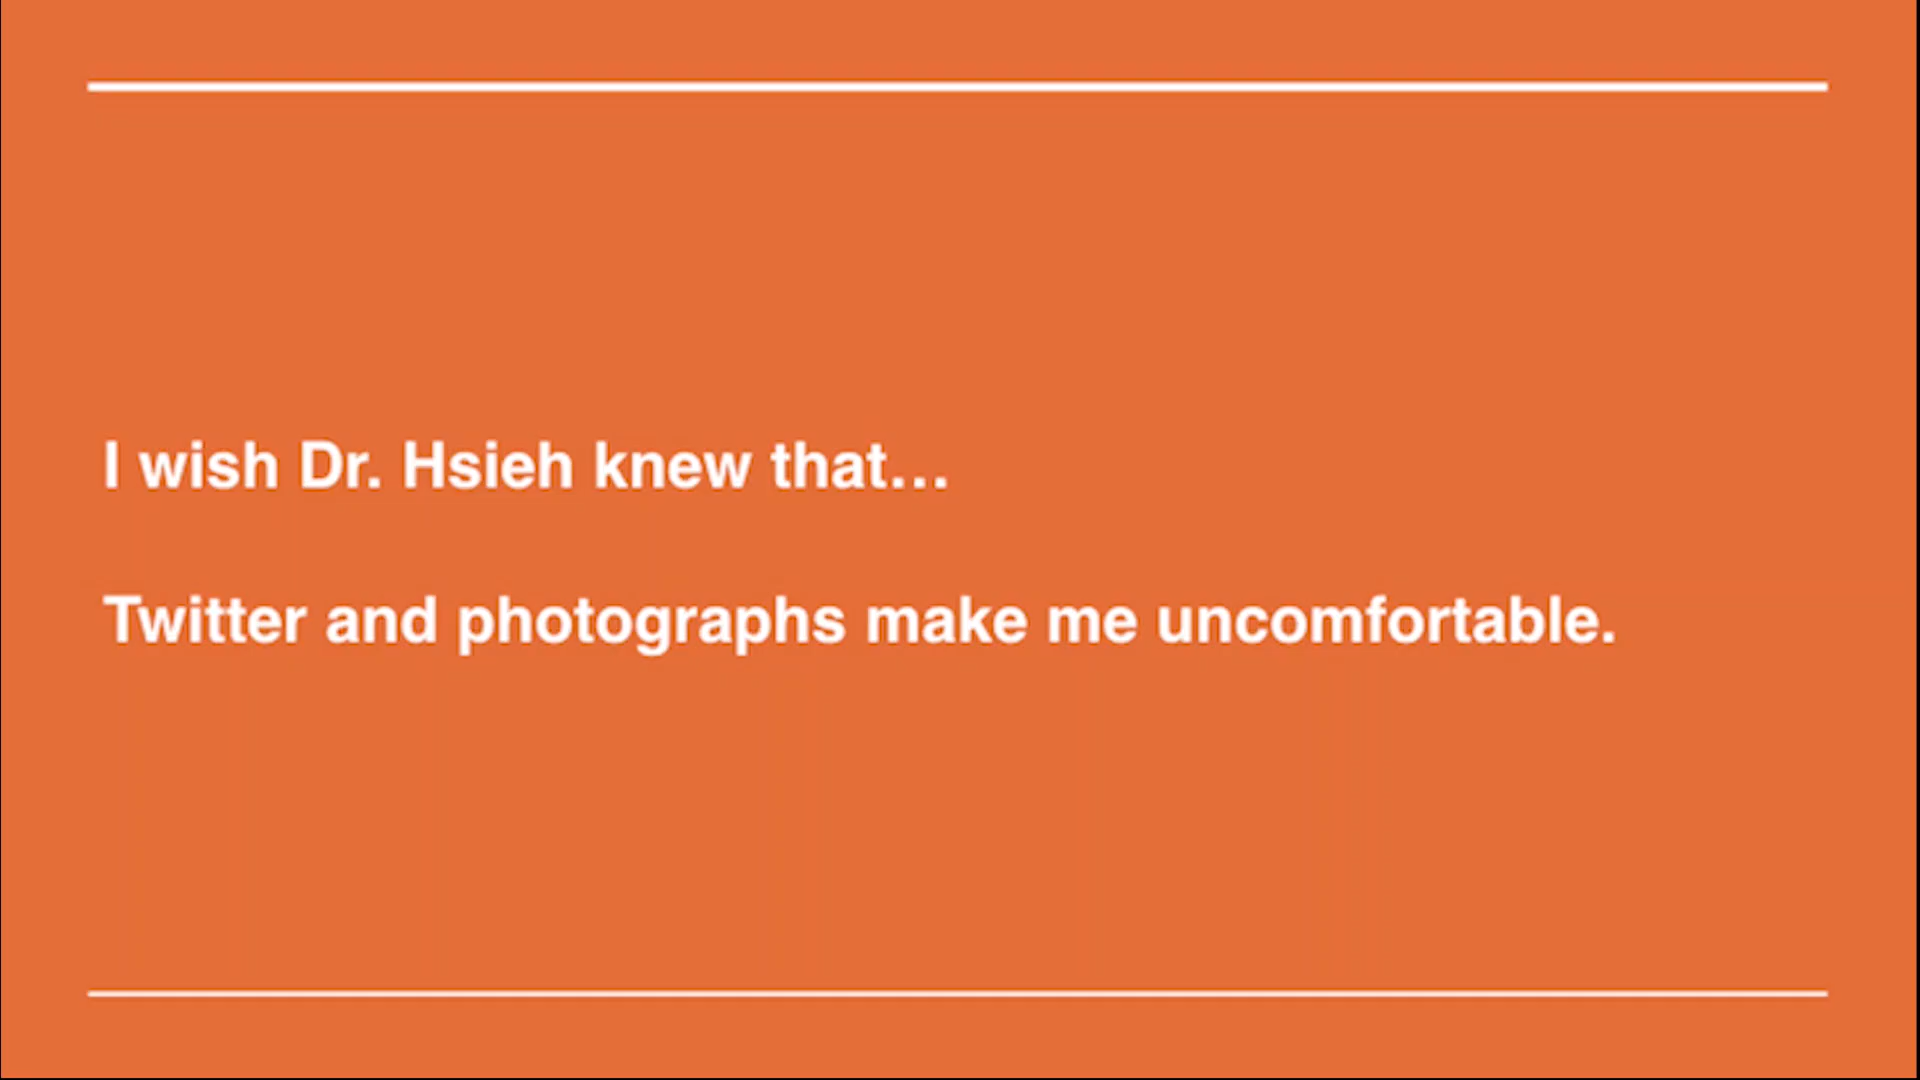 I wish Dr. Hsieh knew that…
Twitter and photographs make me uncomfortable.